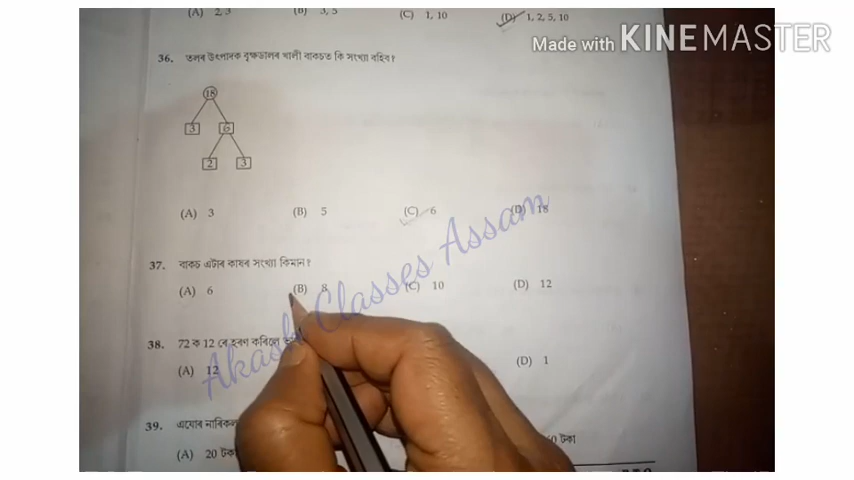 (A) 2, 3 (B) 3, 5 (C) 1, 10 (D) 1, 2, 5, 10
Made with KINEMASTER
36. তলৰ উৎপাদক বৃক্ষডালৰ খালী বাকচত কি সংখ্যা বহিব?
18
3 6
2 3
(A) 3 (B) 5 (C) 6 (D) 18
37. বাকচ এটাৰ কাষৰ সংখ্যা কিমান?
(A) 6 (B) 8 (C) 10 (D) 12
Akash Classes Assam
38. 72 ক 12 ৰে হৰণ কৰিলে
(A) 12 (D) 1
39. এযোৰ
(A) 20 টকা